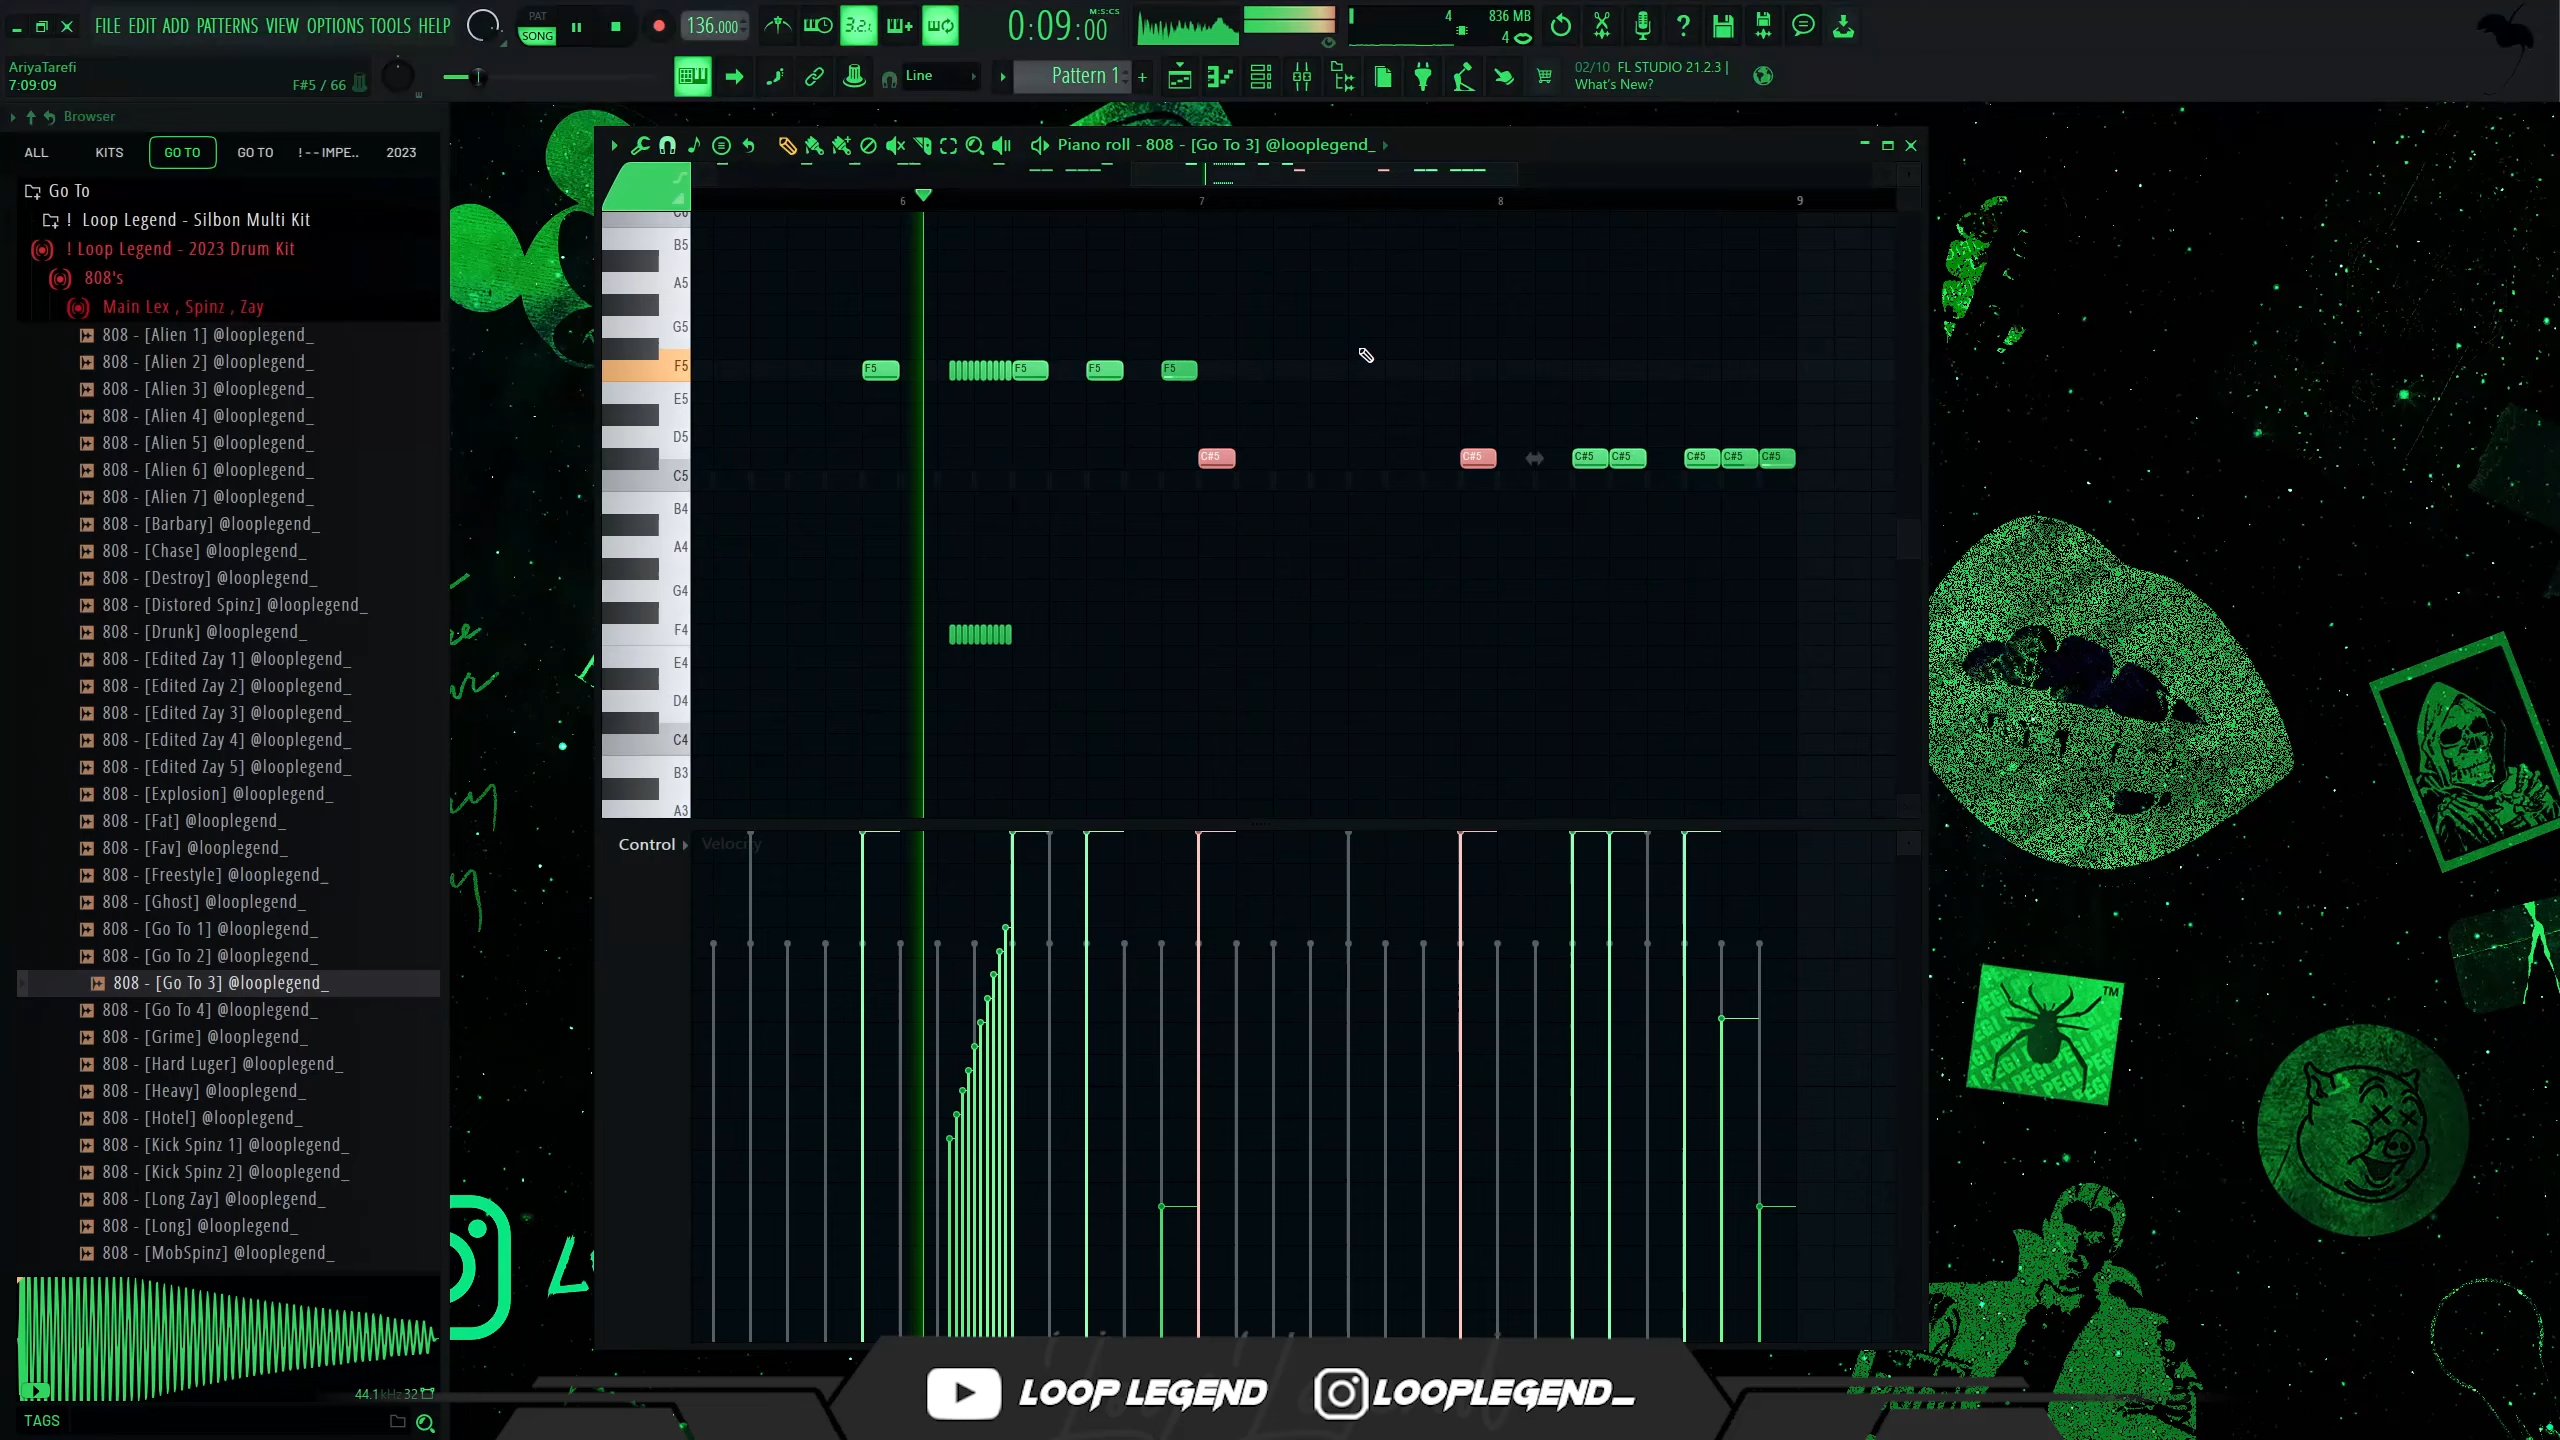 FILE EDIT ADD PATTERNS VIEW OPTIONS TOOLS HELP
PAT
SONG
3.2.1
136.000
M:S:CS
0:09:00
4
836 MB
4
AriyaTarefi
7:09:09
F#5 / 66
Line
Pattern 1
+
02/10 FL STUDIO 21.2.3 |
What's New?
Browser
ALL
KITS
GO TO
GO TO
!--IMPE..
2023
Go To
! Loop Legend - Silbon Multi Kit
! Loop Legend - 2023 Drum Kit
808's
Main Lex , Spinz , Zay
808 - [Alien 1] @looplegend_
808 - [Alien 2] @looplegend_
808 - [Alien 3] @looplegend_
808 - [Alien 4] @looplegend_
808 - [Alien 5] @looplegend_
808 - [Alien 6] @looplegend_
808 - [Alien 7] @looplegend_
808 - [Barbary] @looplegend_
808 - [Chase] @looplegend_
808 - [Destroy] @looplegend_
808 - [Distored Spinz] @looplegend_
808 - [Drunk] @looplegend_
808 - [Edited Zay 1] @looplegend_
808 - [Edited Zay 2] @looplegend_
808 - [Edited Zay 3] @looplegend_
808 - [Edited Zay 4] @looplegend_
808 - [Edited Zay 5] @looplegend_
808 - [Explosion] @looplegend_
808 - [Fat] @looplegend_
808 - [Fav] @looplegend_
808 - [Freestyle] @looplegend_
808 - [Ghost] @looplegend_
808 - [Go To 1] @looplegend_
808 - [Go To 2] @looplegend_
808 - [Go To 3] @looplegend_
808 - [Go To 4] @looplegend_
808 - [Grime] @looplegend_
808 - [Hard Luger] @looplegend_
808 - [Heavy] @looplegend_
808 - [Hotel] @looplegend_
808 - [Kick Spinz 1] @looplegend_
808 - [Kick Spinz 2] @looplegend_
808 - [Long Zay] @looplegend_
808 - [Long] @looplegend_
808 - [MobSpinz] @looplegend_
44.1kHz 32
TAGS
Piano roll - 808 - [Go To 3] @looplegend_
6
7
8
9
B5
A5
G5
F5
F5
F5
F5
F5
E5
D5
C#5
C#5
C#5
C#5
C#5
C#5
C#5
C5
B4
A4
G4
F4
E4
D4
C4
B3
A3
Control
Velocity
TM
PEGI PEGI PEGI
LOOP LEGEND
LOOPLEGEND_